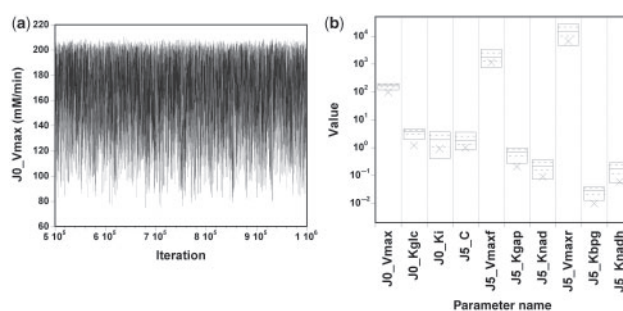 (a)
J0_Vmax (mM/min)
220
200
180
160
140
120
100
80
60
5 10⁵
6 10⁵
7 10⁵
8 10⁵
9 10⁵
1 10⁶
Iteration
(b)
Value
10⁴
10³
10²
10¹
10⁰
10⁻¹
10⁻²
J0_Vmax
J0_Kglc
J0_Ki
J5_C
J5_Vmaxf
J5_Kgap
J5_Knad
J5_Vmaxr
J5_Kbpg
J5_Knadh
Parameter name